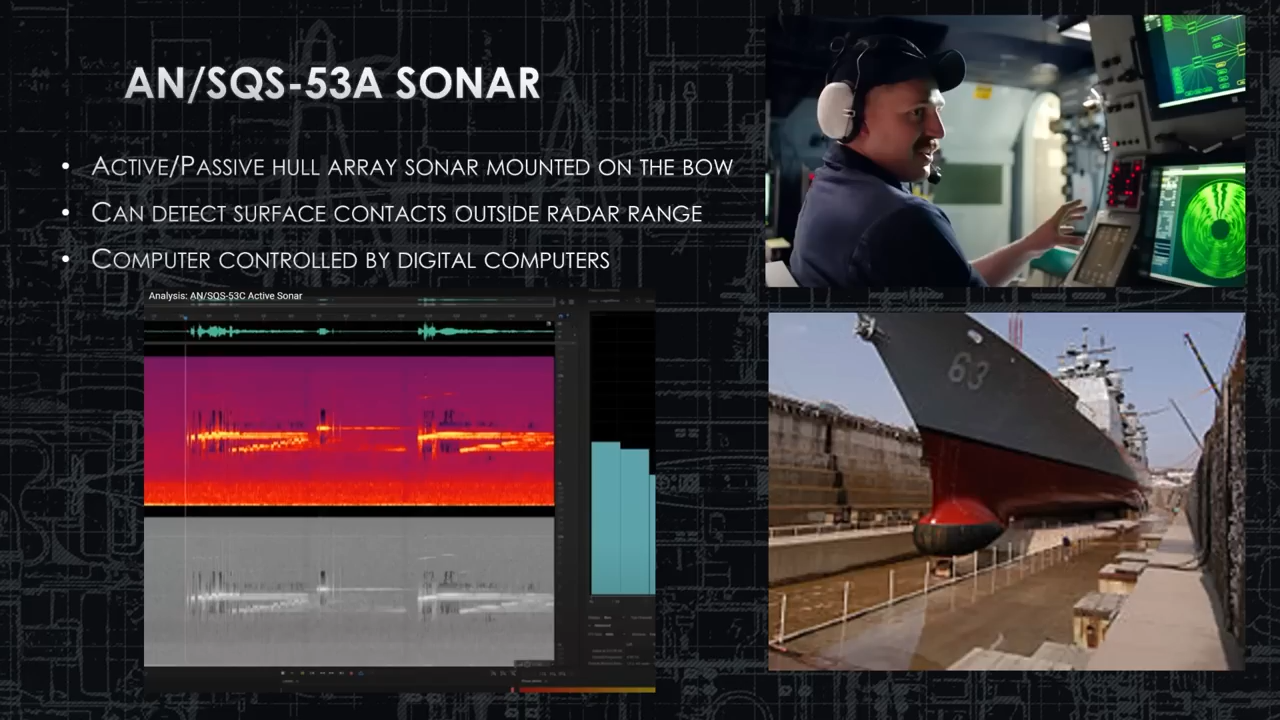 AN/SQS-53A SONAR
• Active/Passive hull array sonar mounted on the bow
• Can detect surface contacts outside radar range
• Computer controlled by digital computers
Analysis: AN/SQS-53C Active Sonar
63